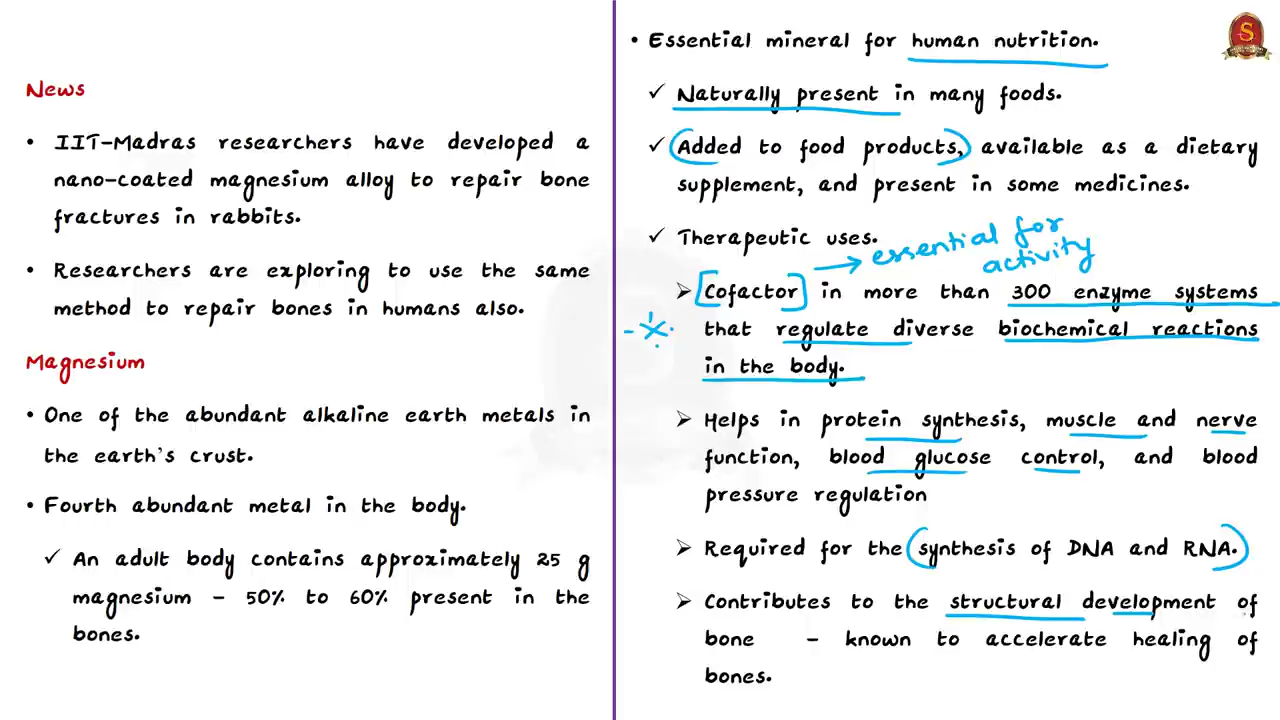 News
• IIT-Madras researchers have developed a
nano-coated magnesium alloy to repair bone
fractures in rabbits.
• Researchers are exploring to use the same
method to repair bones in humans also.
Magnesium
• One of the abundant alkaline earth metals in
the earth's crust.
• Fourth abundant metal in the body.
✓ An adult body contains approximately 25 g
magnesium - 50% to 60% present in the
bones.
• Essential mineral for human nutrition.
✓ Naturally present in many foods.
✓ Added to food products, available as a dietary
supplement, and present in some medicines.
✓ Therapeutic uses.
→ essential for
activity
➤ Cofactor in more than 300 enzyme systems
that regulate diverse biochemical reactions
in the body.
➤ Helps in protein synthesis, muscle and nerve
function, blood glucose control, and blood
pressure regulation
➤ Required for the synthesis of DNA and RNA.
➤ Contributes to the structural development of
bone - known to accelerate healing of
bones.
S